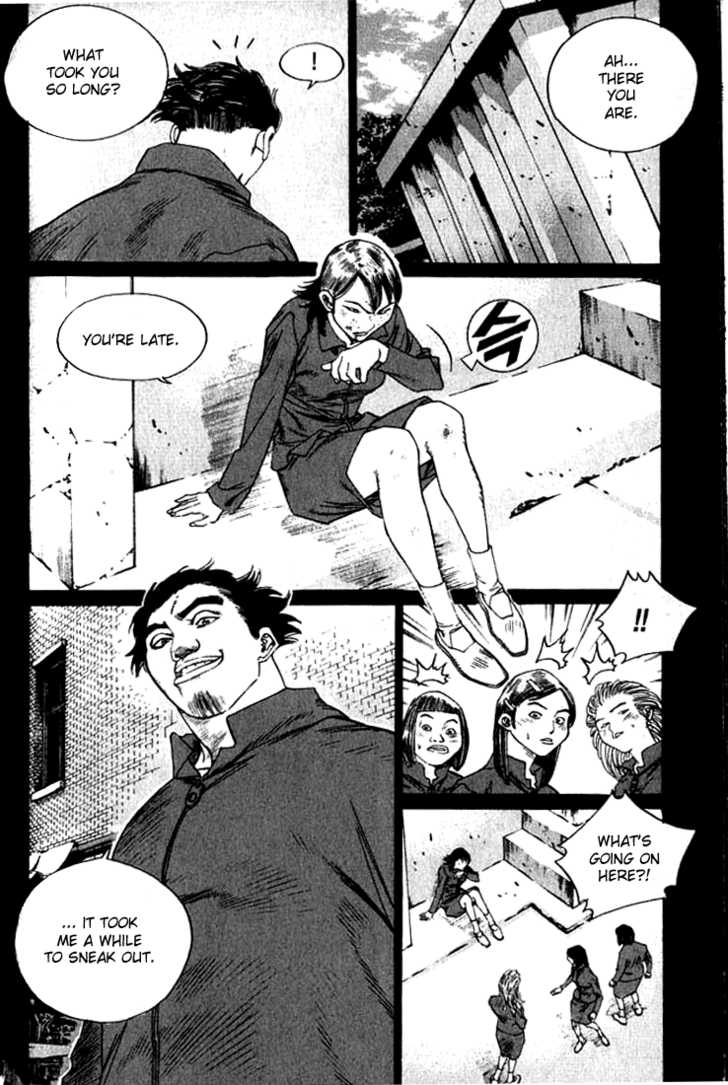 AH...
THERE
YOU
ARE.
!
WHAT
TOOK YOU
SO LONG?
YOU'RE LATE.
!!
WHAT'S
GOING ON
HERE?!
... IT TOOK
ME A WHILE
TO SNEAK OUT.